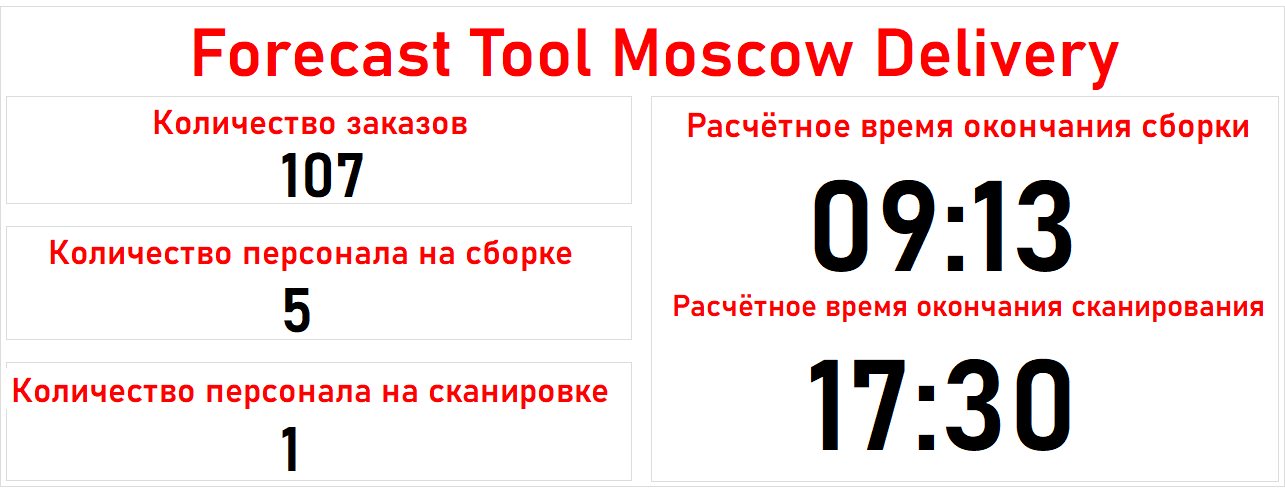 Forecast Tool Moscow Delivery
Количество заказов
107
Количество персонала на сборке
5
Количество персонала на сканировке
1
Расчётное время окончания сборки
09:13
Расчётное время окончания сканирования
17:30